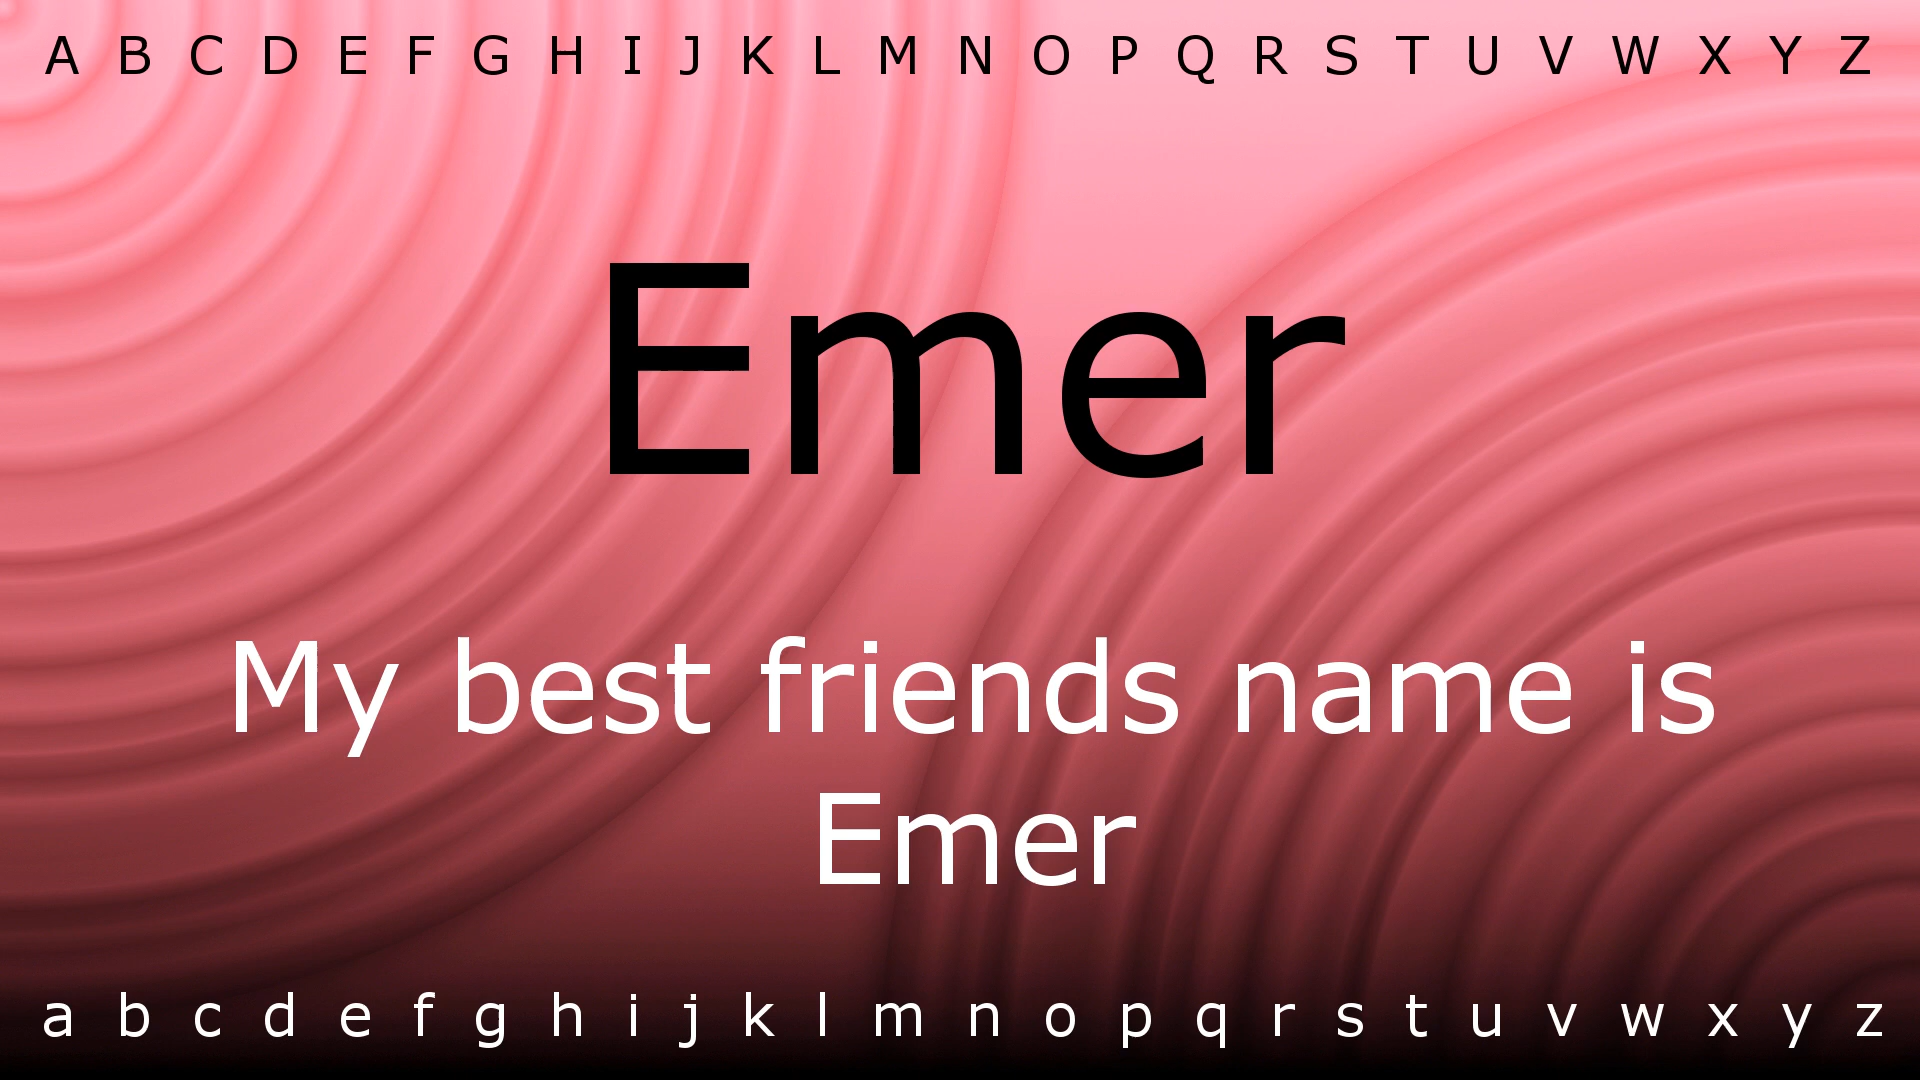 A B C D E F G H I J K L M N O P Q R S T U V W X Y Z
Emer
My best friends name is
Emer
a b c d e f g h i j k l m n o p q r s t u v w x y z